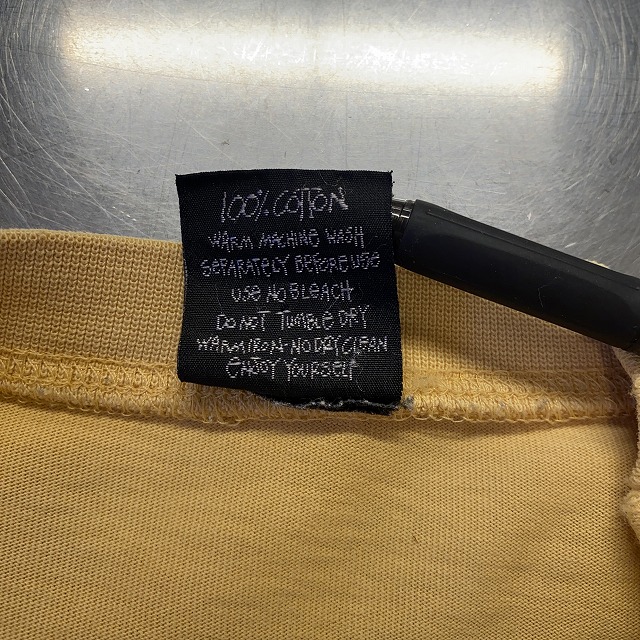 100% COTTON
WARM MACHINE WASH
SEPARATELY BEFORE USE
USE NO BLEACH
DO NOT TUMBLE DRY
WARM IRON-NO DRY CLEAN
ENJOY YOURSELF